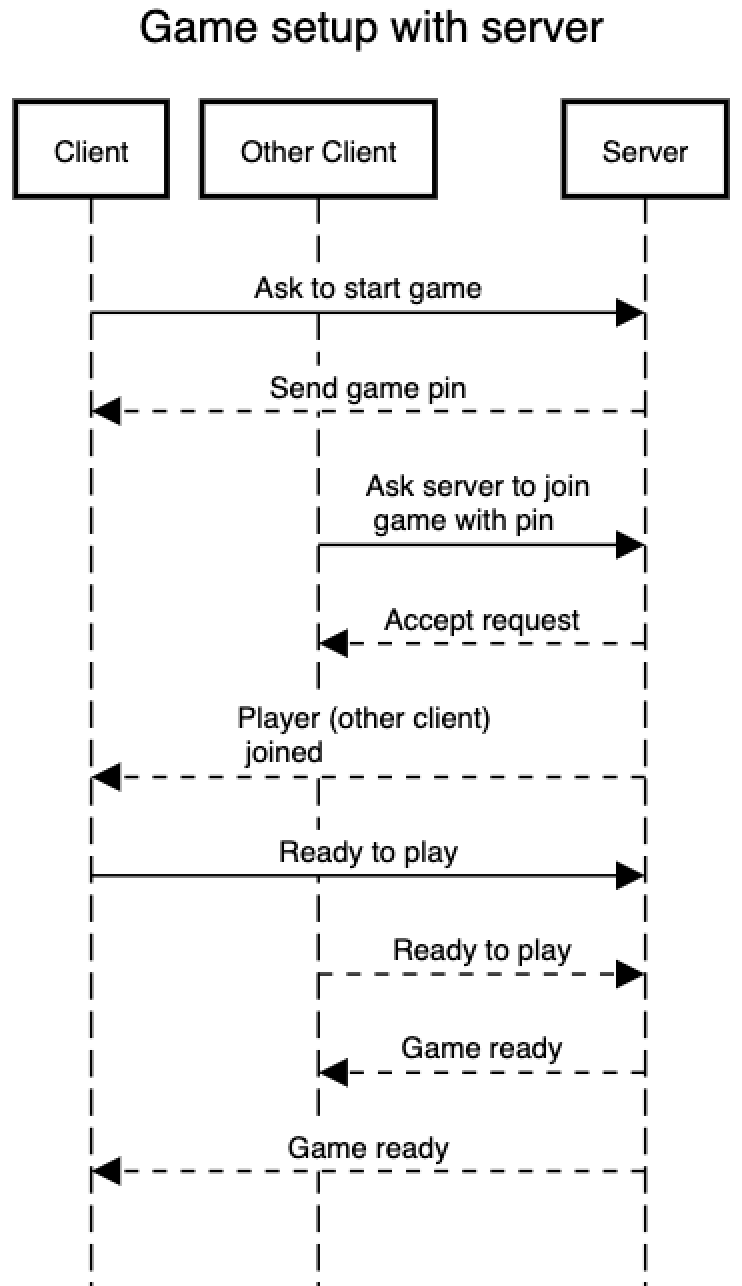 Game setup with server
Client
Other Client
Server
Ask to start game
Send game pin
Ask server to join
game with pin
Accept request
Player (other client)
joined
Ready to play
Ready to play
Game ready
Game ready